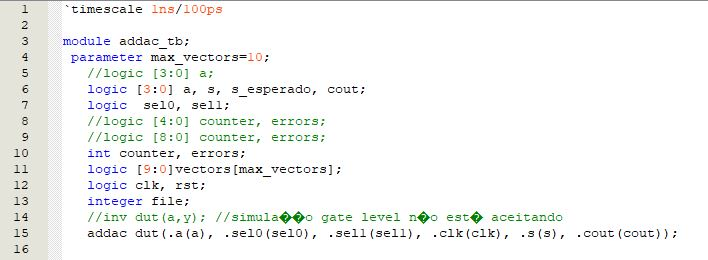 1 `timescale 1ns/100ps
2
3 module addac_tb;
4 parameter max_vectors=10;
5 //logic [3:0] a;
6 logic [3:0] a, s, s_esperado, cout;
7 logic  sel0, sel1;
8 //logic [4:0] counter, errors;
9 //logic [8:0] counter, errors;
10 int counter, errors;
11 logic [9:0]vectors[max_vectors];
12 logic clk, rst;
13 integer file;
14 //inv dut(a,y); //simula��o gate level n�o est� aceitando
15 addac dut(.a(a), .sel0(sel0), .sel1(sel1), .clk(clk), .s(s), .cout(cout));
16